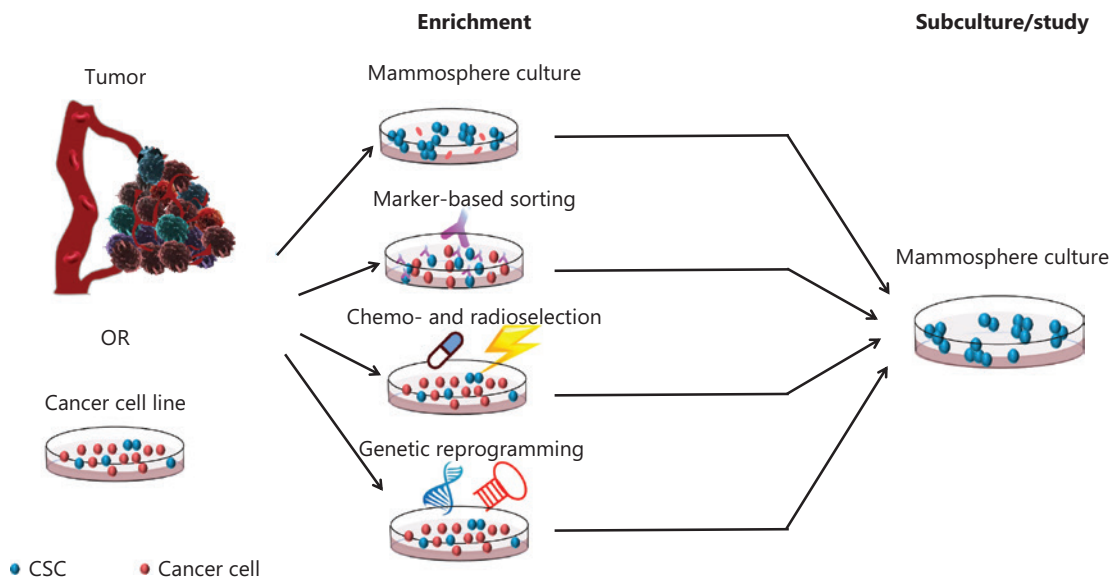 Enrichment
Subculture/study
Tumor
Mammosphere culture
Marker-based sorting
Mammosphere culture
Chemo- and radioselection
OR
Cancer cell line
Genetic reprogramming
CSC
Cancer cell